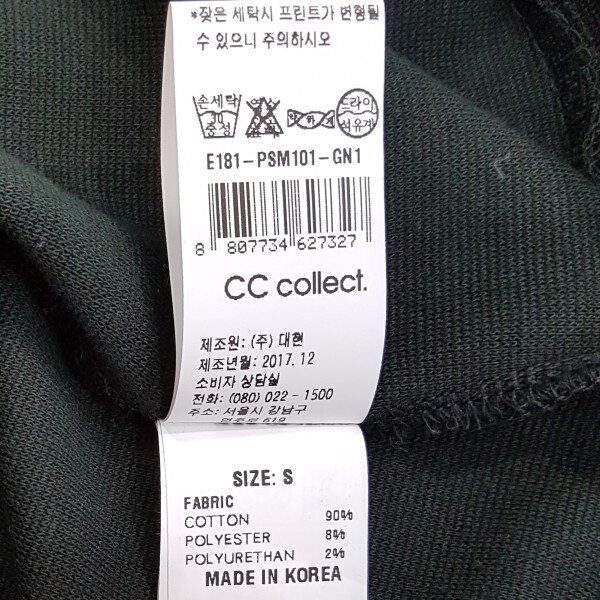 *잦은 세탁시 프린트가 변형될
수 있으니 주의하시오
손세탁
30
중성
드라이
석유계
E181-PSM101-GN1
8 807734 627327
CC collect.
제조원: (주) 대현
제조년월: 2017.12
소비자 상담실
전화: (080) 022-1500
주소: 서울시 강남구
SIZE: S
FABRIC
COTTON 90%
POLYESTER 8%
POLYURETHAN 2%
MADE IN KOREA